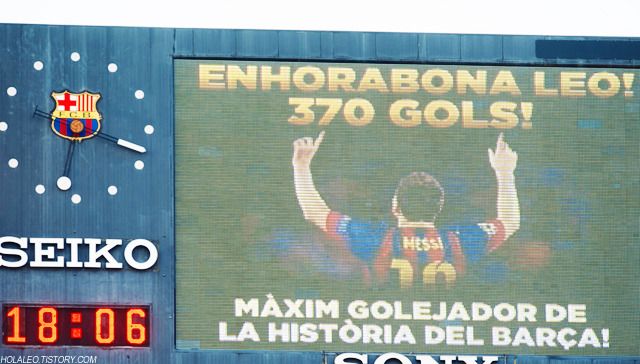 ENHORABONA LEO!
370 GOLS!
FCB
MESSI
10
SEIKO
MÀXIM GOLEJADOR DE
LA HISTÒRIA DEL BARÇA!
18:06
SONY
HOLALEO.TISTORY.COM